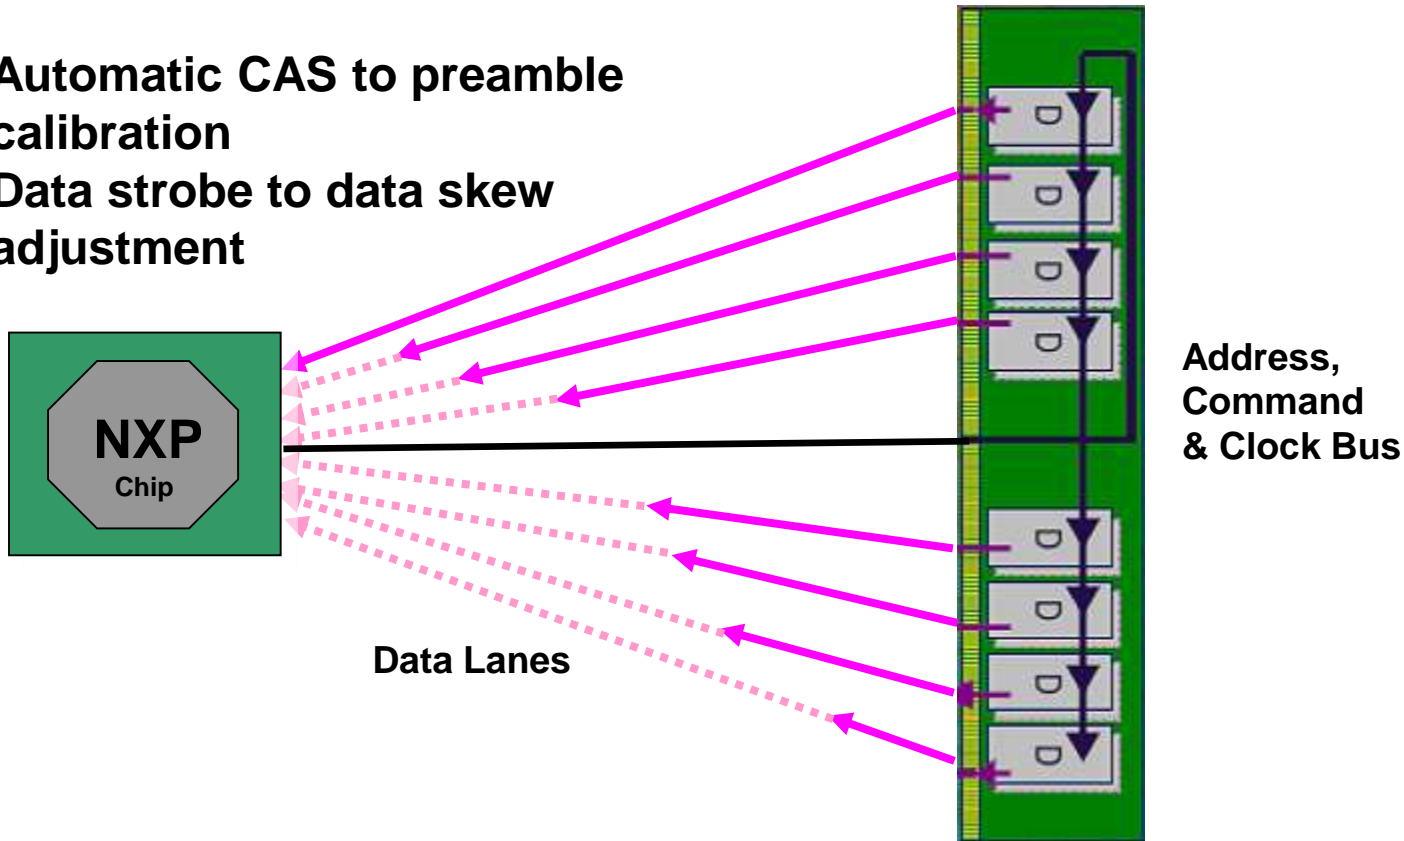 Automatic CAS to preamble
calibration
Data strobe to data skew
adjustment
NXP
Chip
Data Lanes
D
D
D
D
D
D
D
D
Address,
Command
& Clock Bus